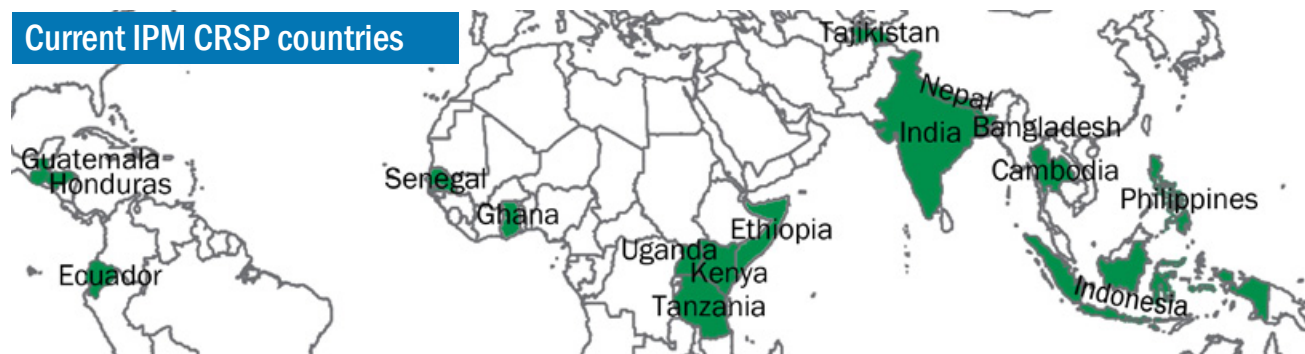 Current IPM CRSP countries
Tajikistan
Nepal
India
Bangladesh
Guatemala
Honduras
Senegal
Cambodia
Philippines
Ghana
Ethiopia
Uganda
Kenya
Ecuador
Tanzania
Indonesia